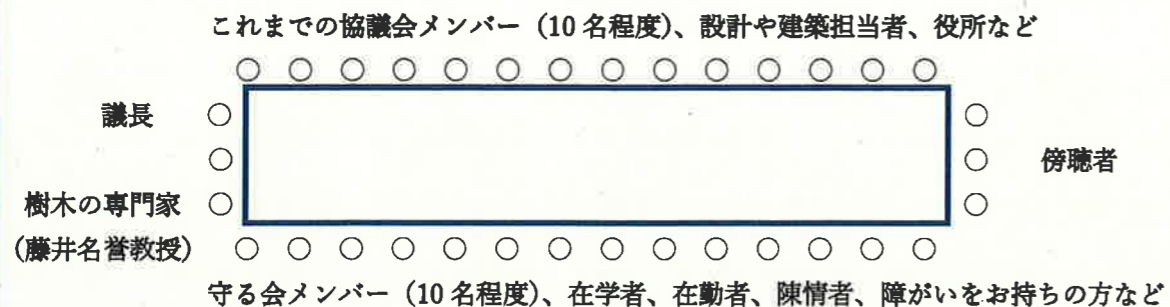 これまでの協議会メンバー（10名程度）、設計や建築担当者、役所など
議長
傍聴者
樹木の専門家
(藤井名誉教授)
守る会メンバー（10名程度）、在学者、在勤者、陳情者、障がいをお持ちの方など